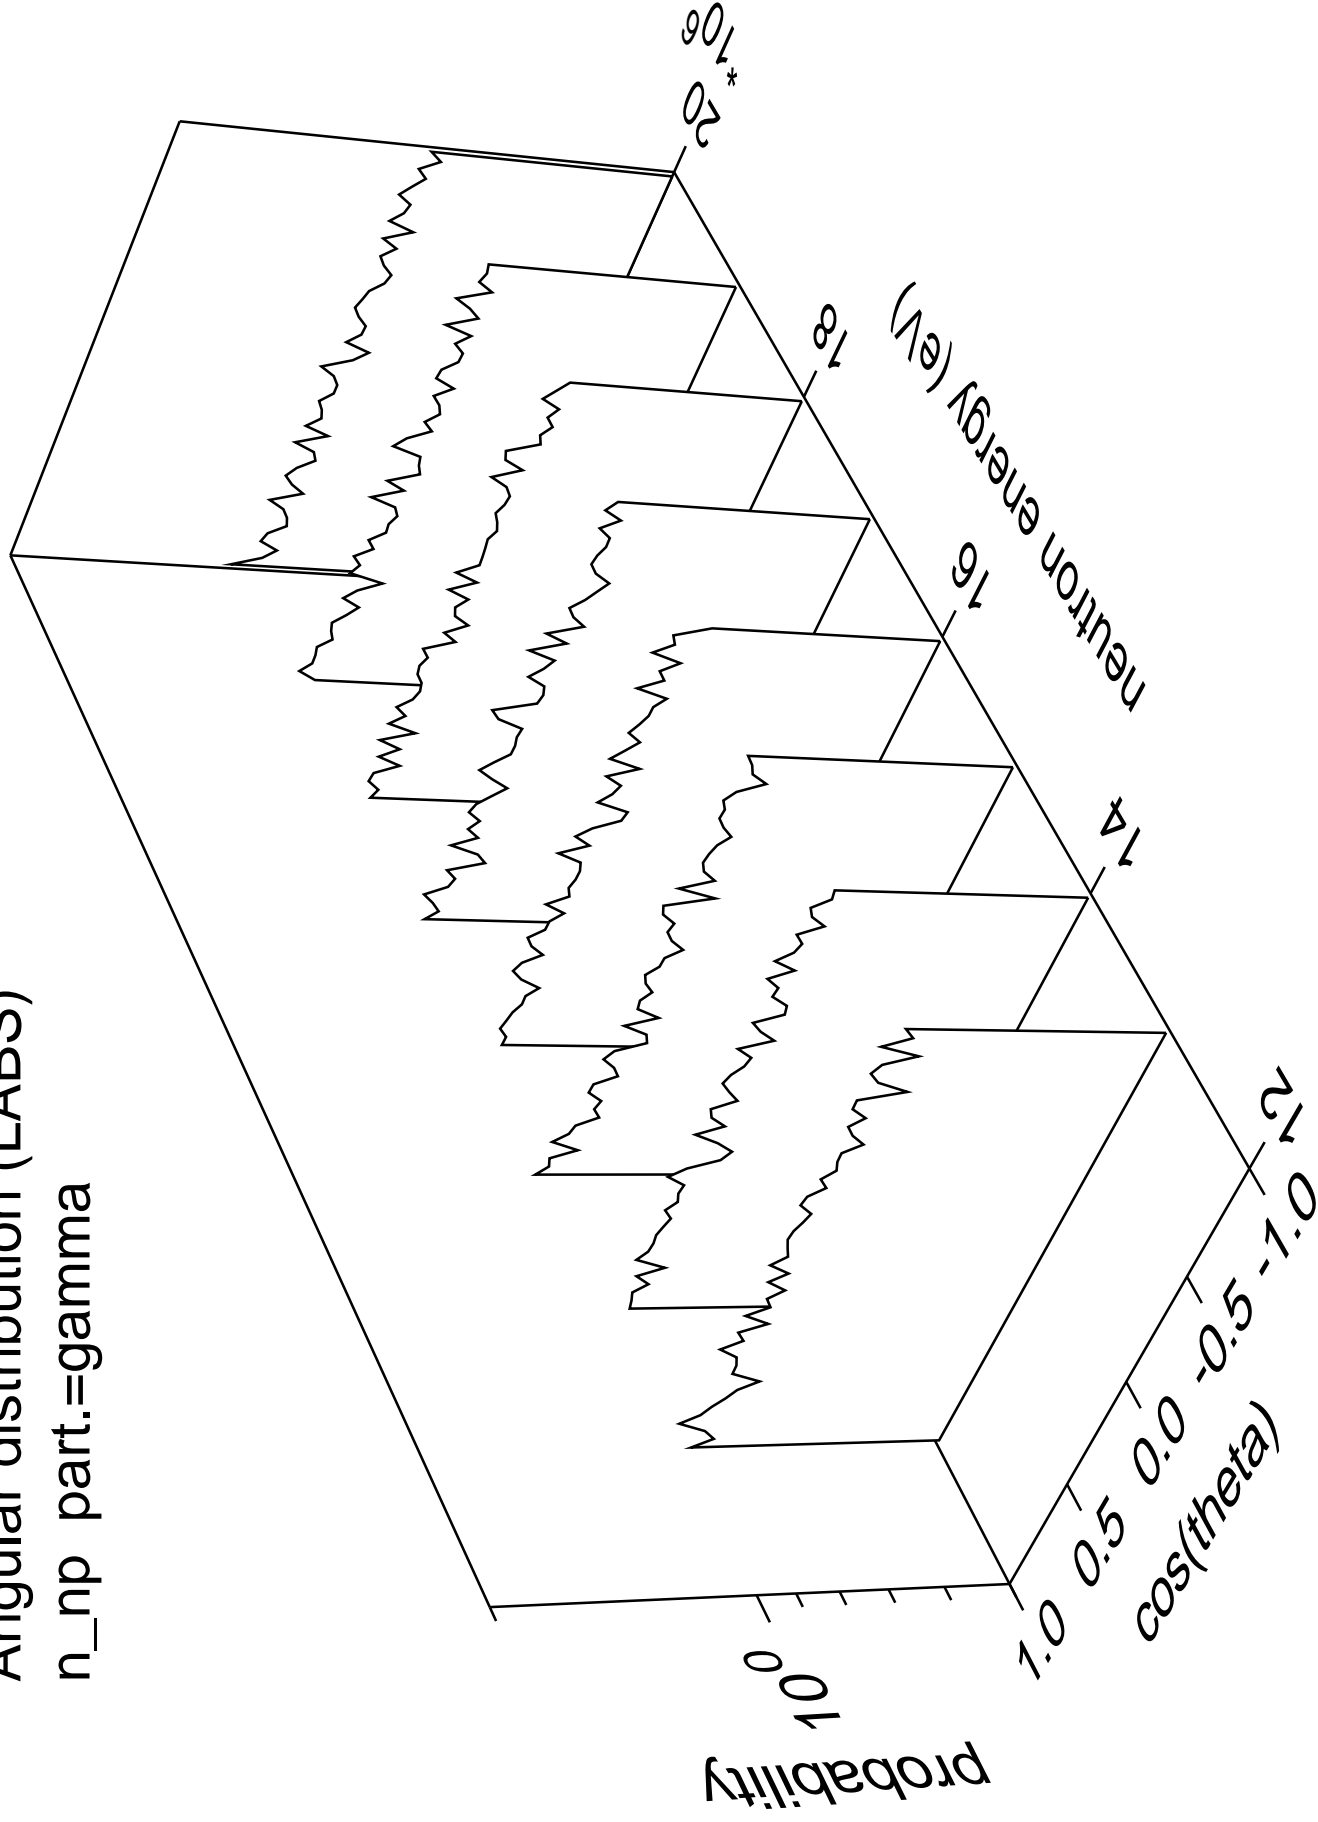 Angular distribution (LABS)
n_np part.=gamma
probability
10⁰
1.0
0.5
0.0
-0.5
-1.0
cos(theta)
12
14
16
18
20
* 10⁶
neutron energy (eV)